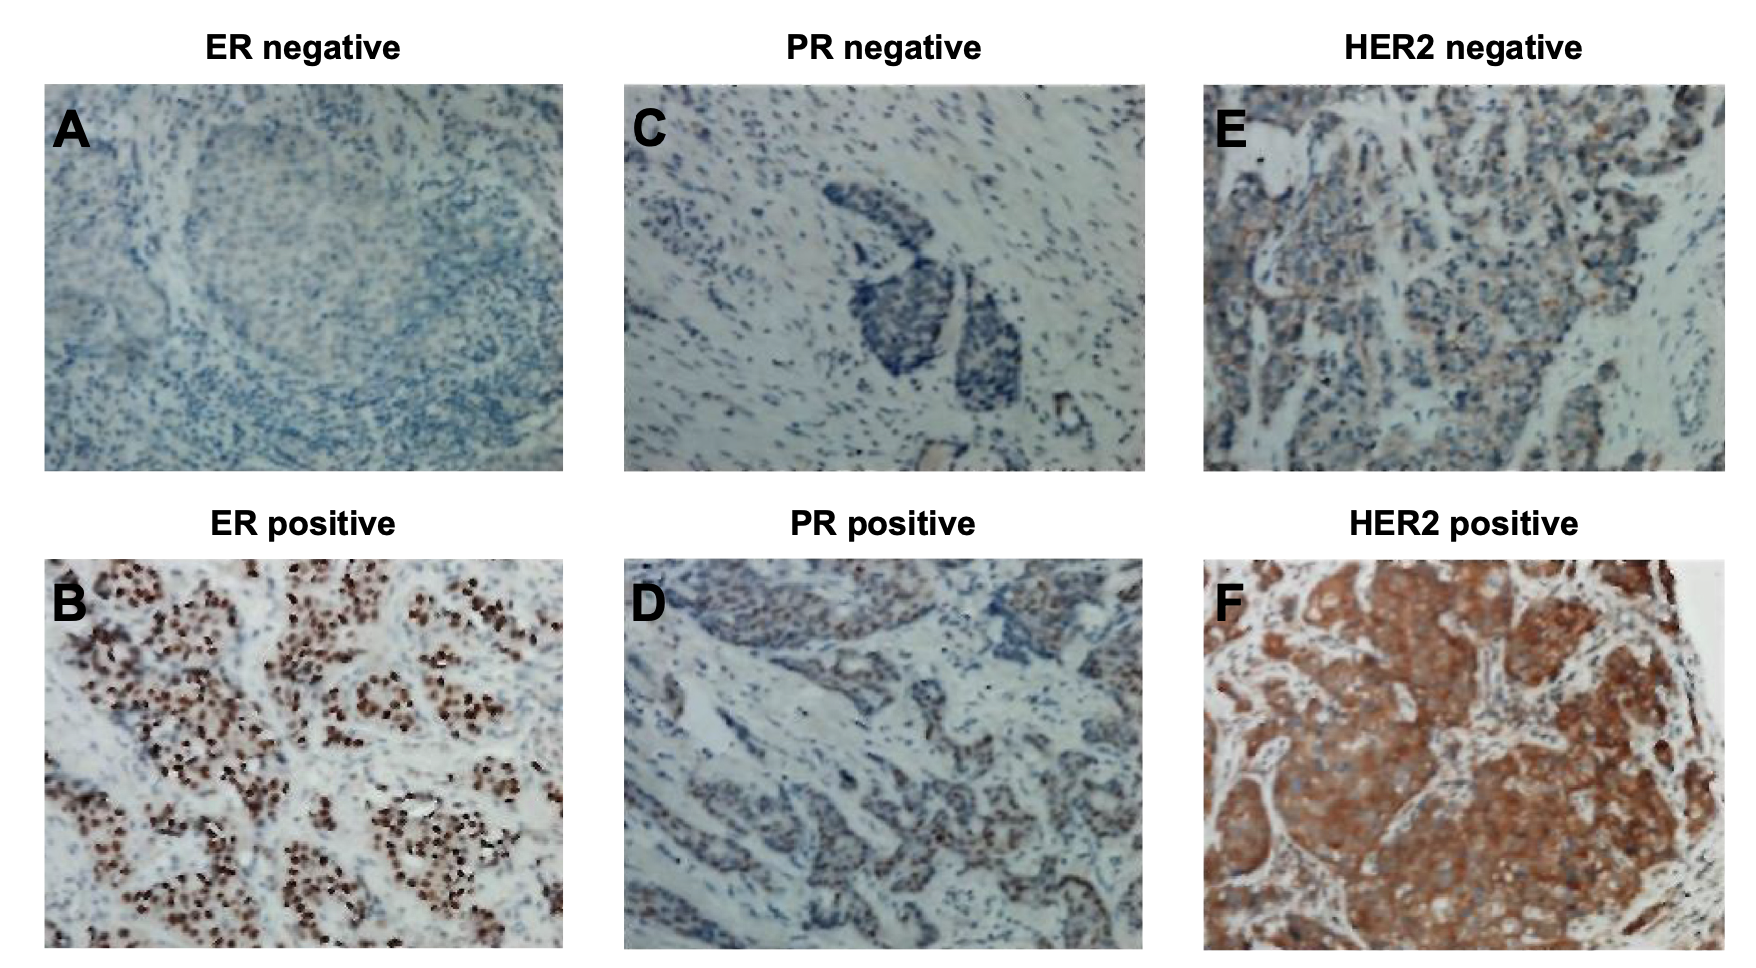 ER negative
PR negative
HER2 negative
A
C
E
ER positive
PR positive
HER2 positive
B
D
F